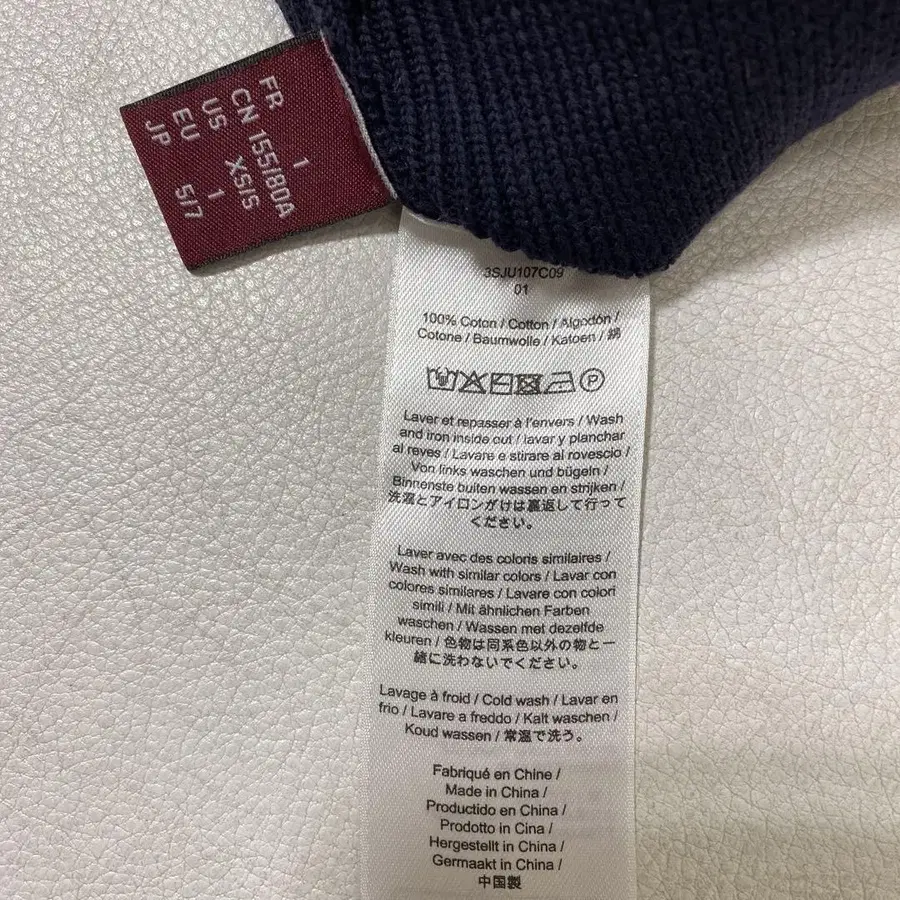 FR 1
CN 155/80A
US XS/S
EU 1
JP 5/7
3SJU107C09
01
100% Coton / Cotton / Algodón /
Cotone / Baumwolle / Katoen / 綿
P
Laver et repasser à l'envers / Wash
and iron inside out / lavar y planchar
al reves / Lavare e stirare al rovescio /
Von links waschen und bügeln /
Binnenste buiten wassen en strijken /
洗濯とアイロンがけは裏返して行って
ください。
Laver avec des coloris similaires /
Wash with similar colors / Lavar con
colores similares / Lavare con colori
simili / Mit ähnlichen Farben
waschen / Wassen met dezelfde
kleuren / 色物は同系色以外の物と一
緒に洗わないでください。
Lavage à froid / Cold wash / Lavar en
frio / Lavare a freddo / Kalt waschen /
Koud wassen / 常温で洗う。
Fabriqué en Chine /
Made in China /
Productido en China /
Prodotto in Cina /
Hergestellt in China /
Germaakt in China /
中国製